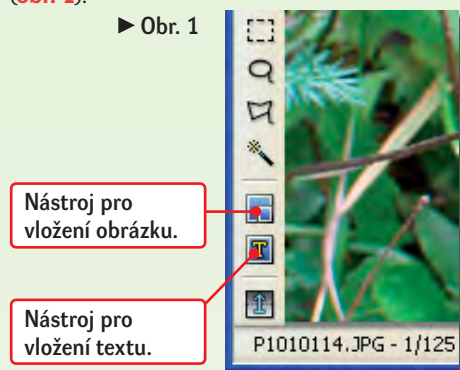 (Obr. 1).
► Obr. 1
Nástroj pro
vložení obrázku.
T
Nástroj pro
vložení textu.
P1010114.JPG - 1/125